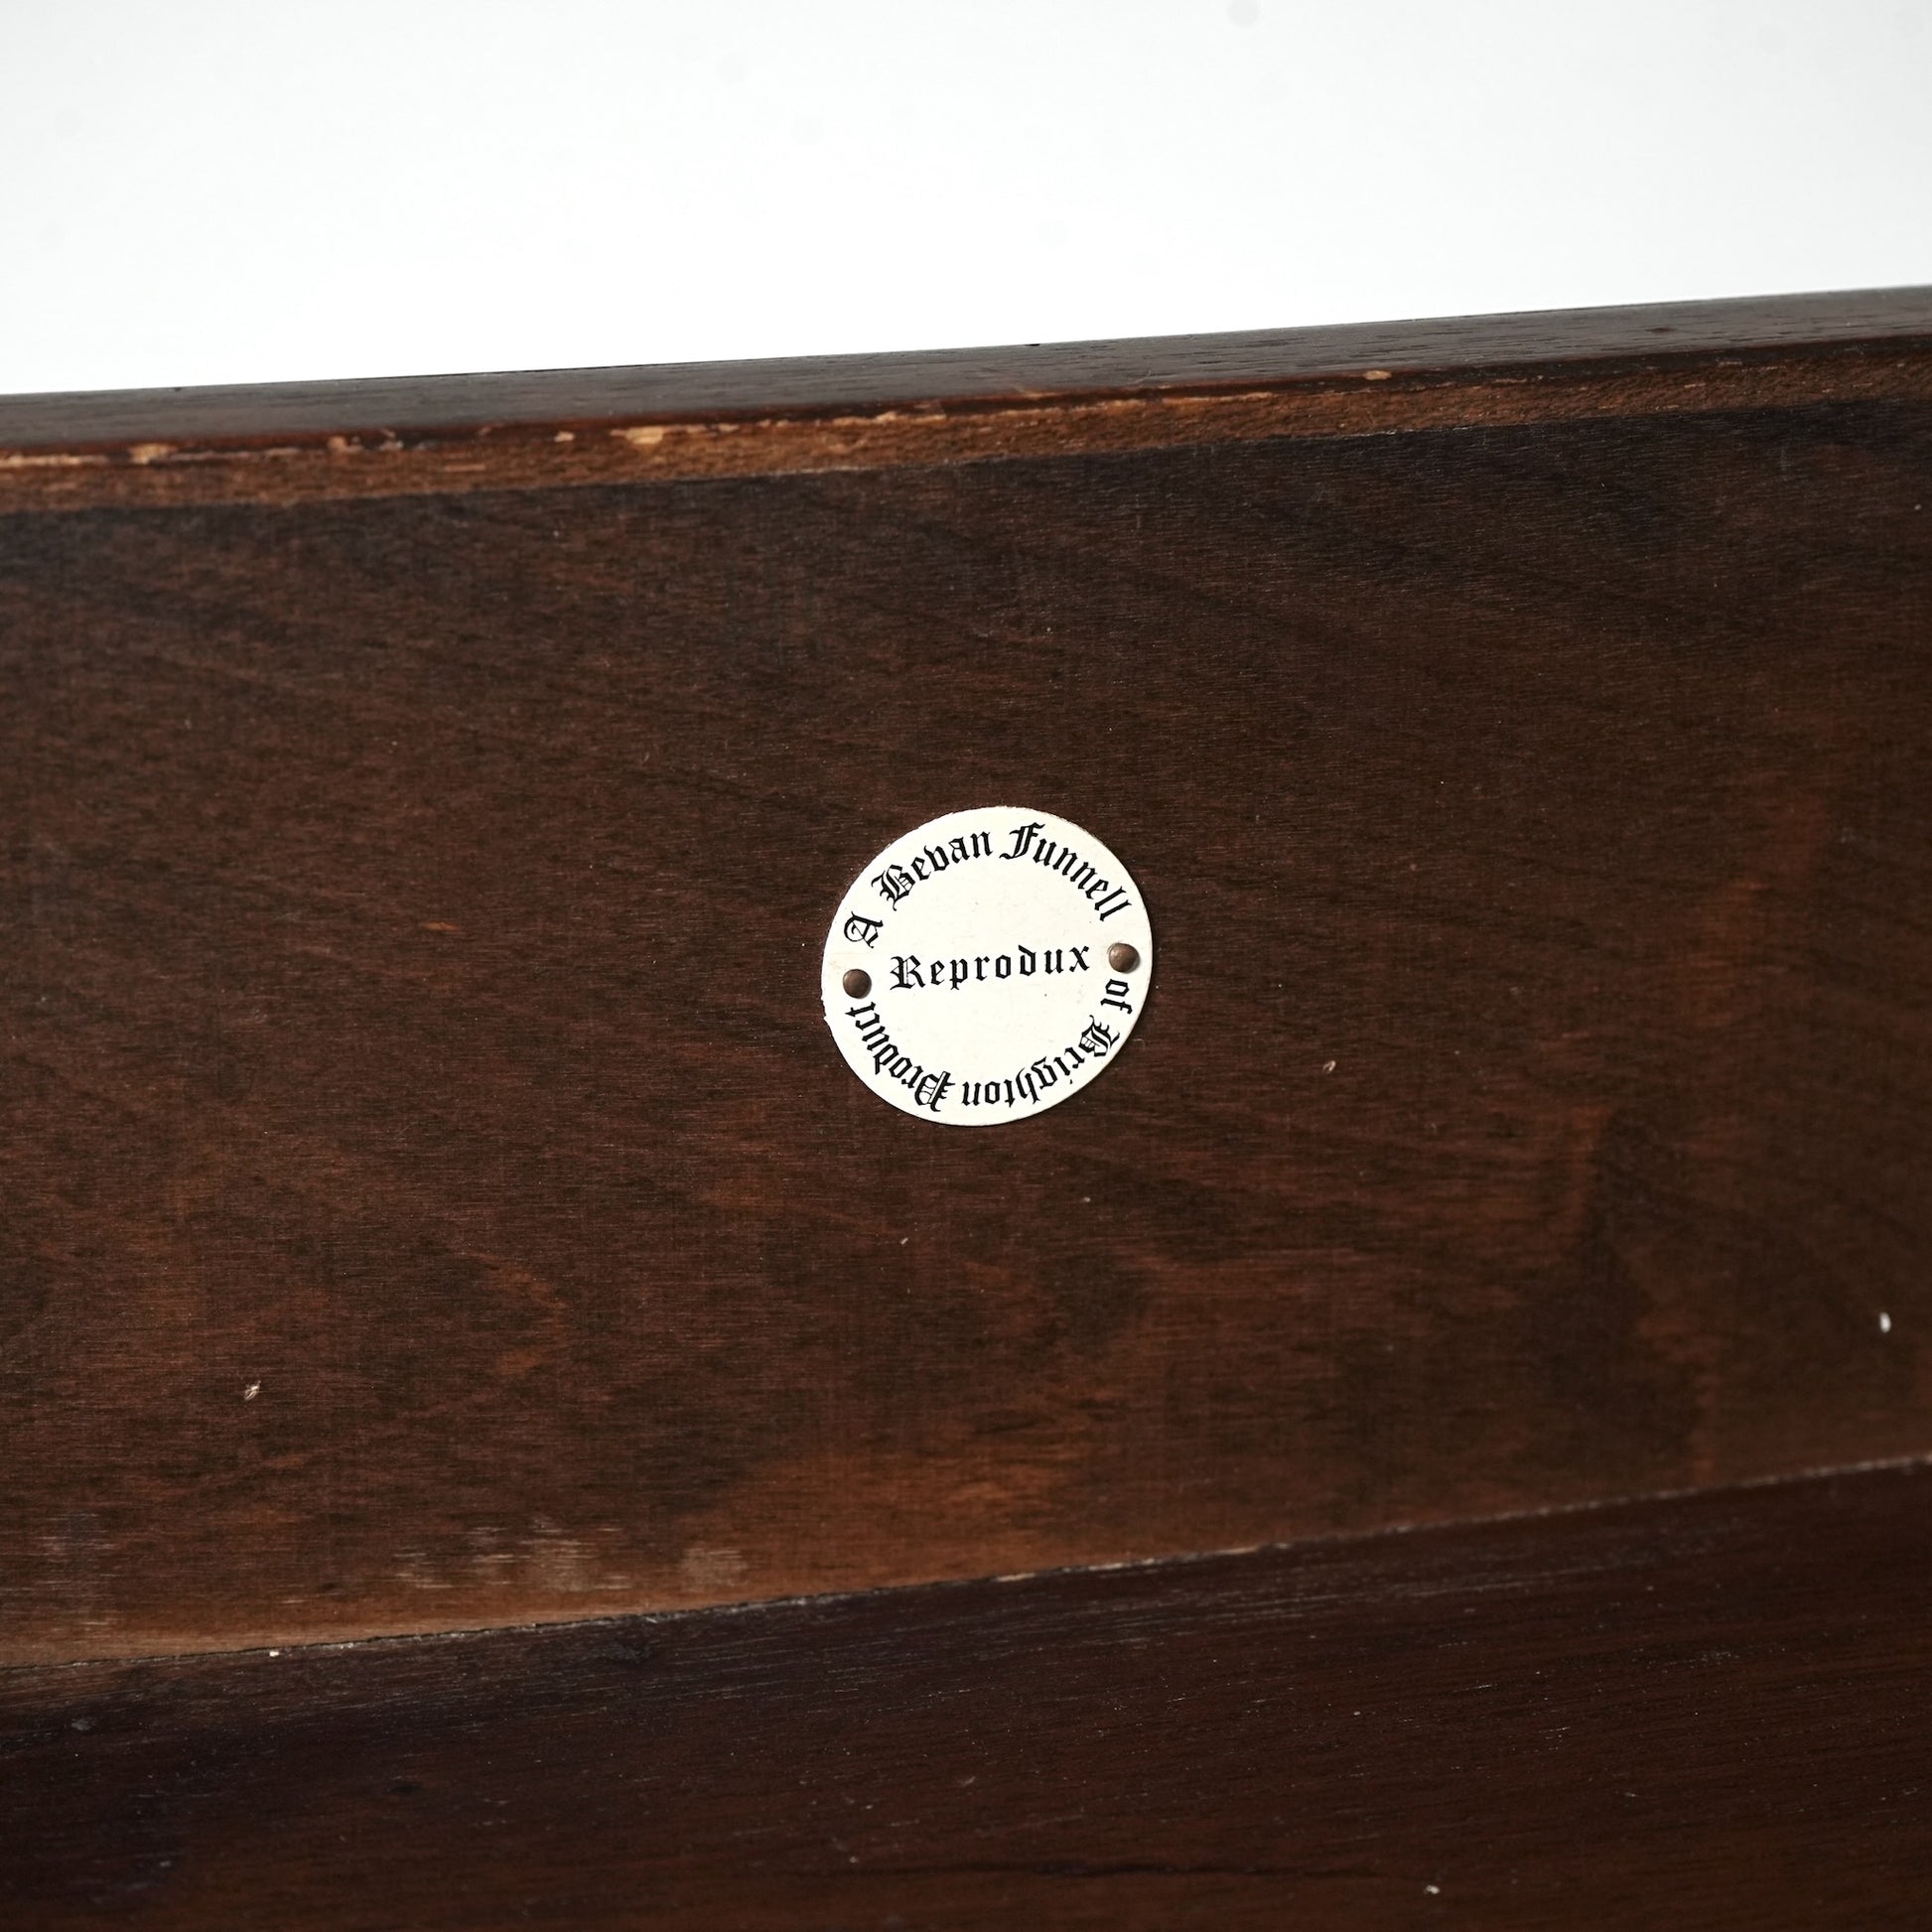 A Bevan Funnell
Reprodux
of Brighton Product